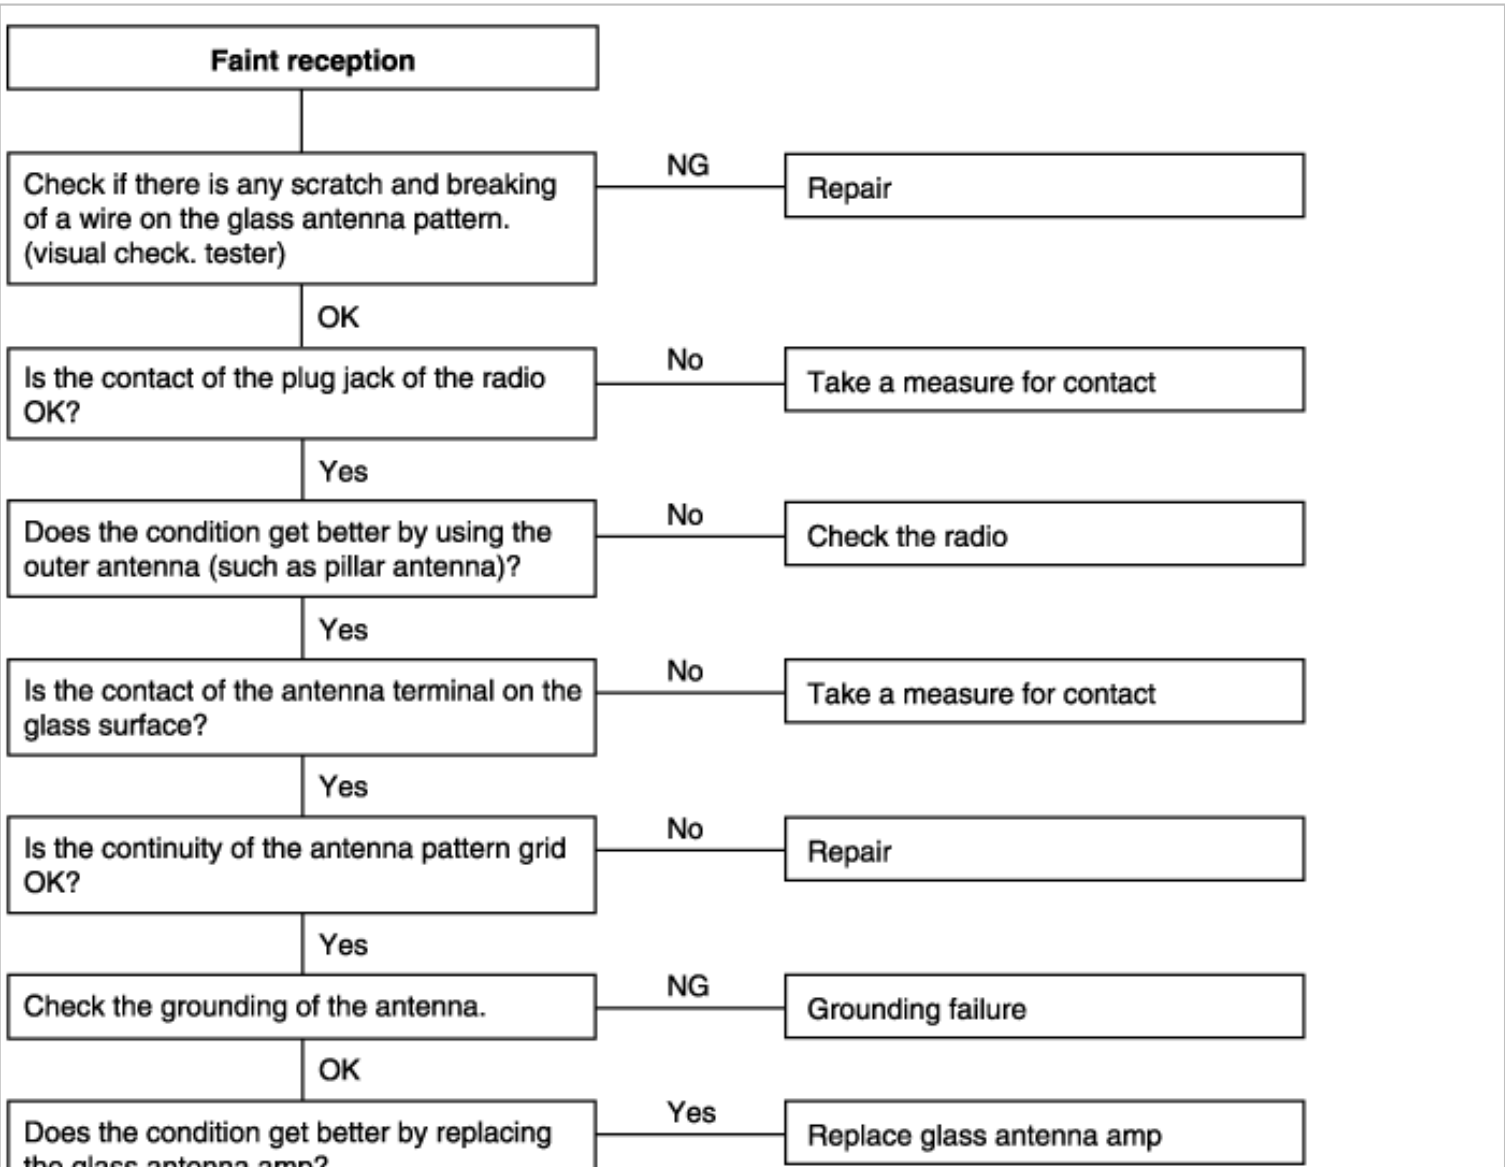 Faint reception
Check if there is any scratch and breaking
of a wire on the glass antenna pattern.
(visual check. tester)
NG
Repair
OK
Is the contact of the plug jack of the radio
OK?
No
Take a measure for contact
Yes
Does the condition get better by using the
outer antenna (such as pillar antenna)?
No
Check the radio
Yes
Is the contact of the antenna terminal on the
glass surface?
No
Take a measure for contact
Yes
Is the continuity of the antenna pattern grid
OK?
No
Repair
Yes
Check the grounding of the antenna.
NG
Grounding failure
OK
Does the condition get better by replacing
the glass antenna amp?
Yes
Replace glass antenna amp